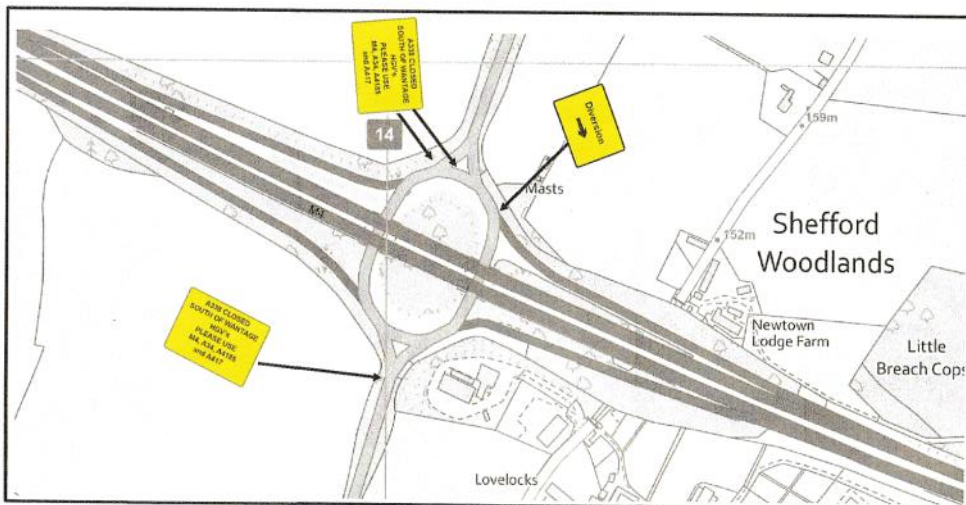 A338 CLOSED
SOUTH OF WANTAGE
HGV's
PLEASE USE
M4, A34, A4185
and A417
14
Diversion
Masts
159m
152m
Shefford
Woodlands
M4
Newtown
Lodge Farm
Little
Breach Cops
A338 CLOSED
SOUTH OF WANTAGE
HGV's
PLEASE USE
M4, A34, A4185
and A417
Lovelocks